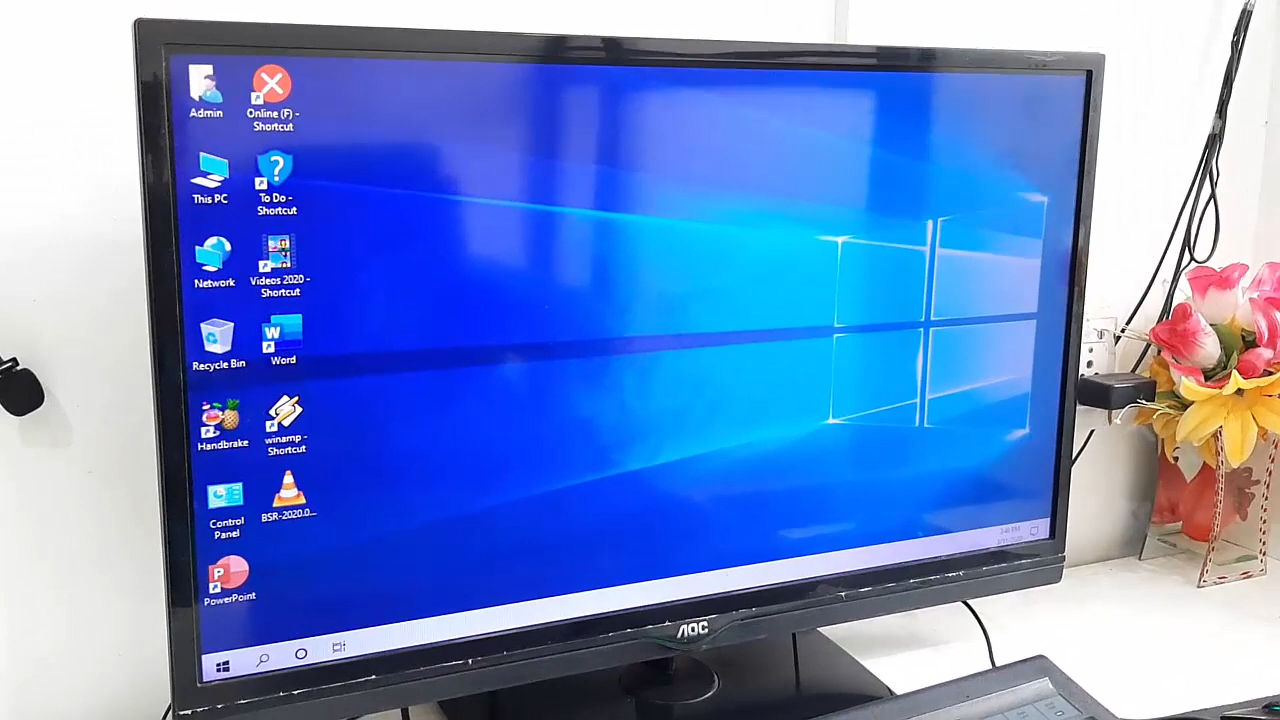 Admin
Online (F) -
Shortcut
This PC
To Do -
Shortcut
Network
Videos 2020 -
Shortcut
Recycle Bin
W
Word
Handbrake
winamp -
Shortcut
Control
Panel
BSR-2020.0...
P
PowerPoint
AOC